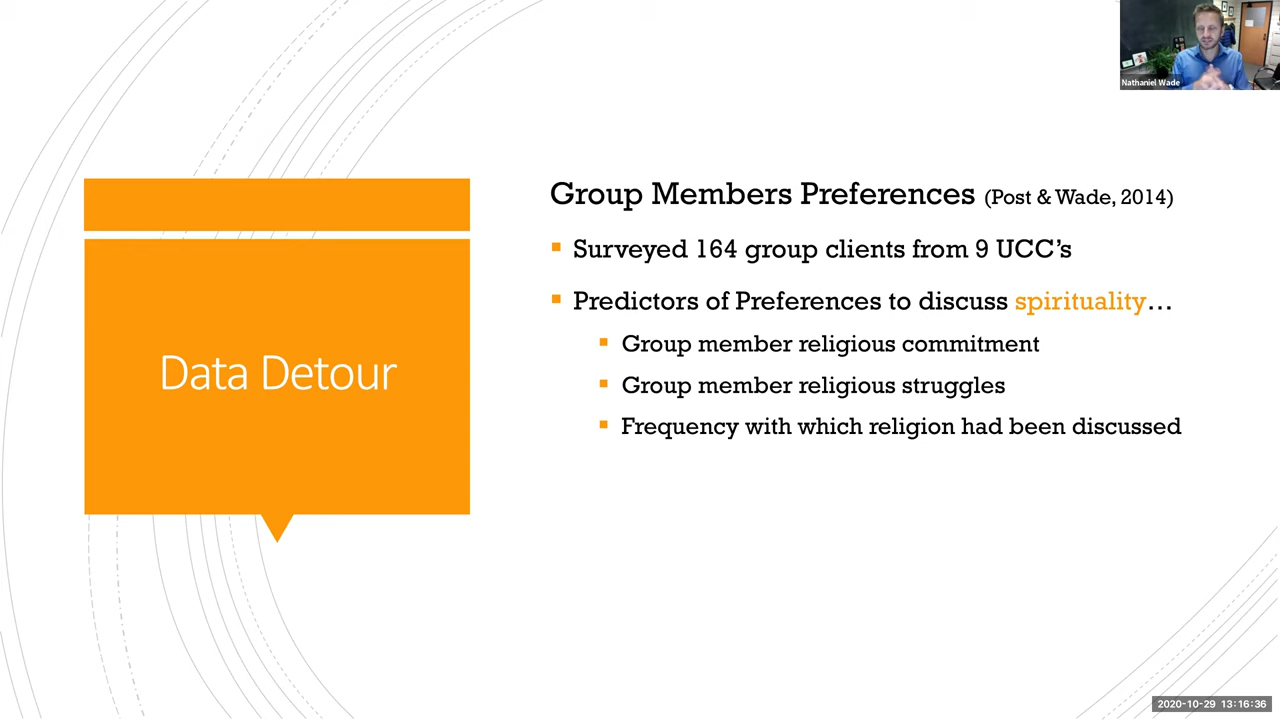 Nathaniel Wade
Group Members Preferences (Post & Wade, 2014)
Surveyed 164 group clients from 9 UCC’s
Predictors of Preferences to discuss spirituality…
Group member religious commitment
Group member religious struggles
Frequency with which religion had been discussed
Data Detour
2020-10-29 13:16:36